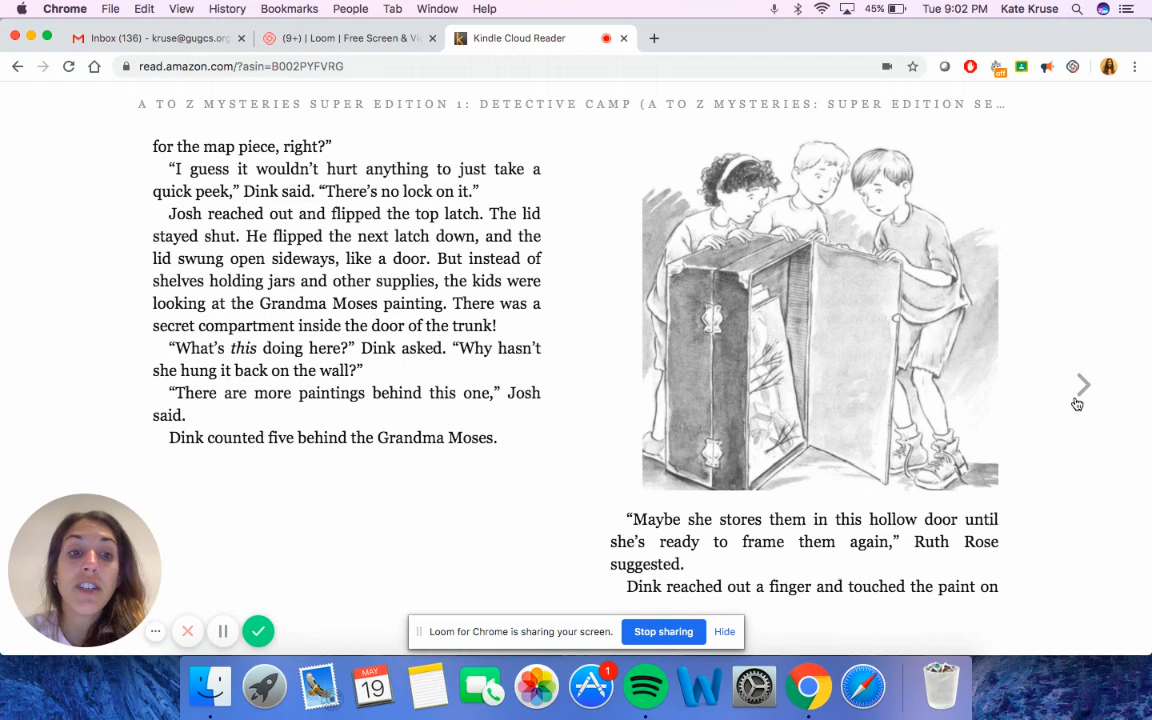 Chrome File Edit View History Bookmarks People Tab Window Help 45% Tue 9:02 PM Kate Kruse
Inbox (136) - kruse@gugcs.org
(9+) | Loom | Free Screen & Vi
Kindle Cloud Reader
read.amazon.com/?asin=B002PYFVRG
off
A TO Z MYSTERIES SUPER EDITION 1: DETECTIVE CAMP (A TO Z MYSTERIES: SUPER EDITION SE...
for the map piece, right?”
“I guess it wouldn’t hurt anything to just take a
quick peek,” Dink said. “There’s no lock on it.”
Josh reached out and flipped the top latch. The lid
stayed shut. He flipped the next latch down, and the
lid swung open sideways, like a door. But instead of
shelves holding jars and other supplies, the kids were
looking at the Grandma Moses painting. There was a
secret compartment inside the door of the trunk!
“What’s this doing here?” Dink asked. “Why hasn’t
she hung it back on the wall?”
“There are more paintings behind this one,” Josh
said.
Dink counted five behind the Grandma Moses.
“Maybe she stores them in this hollow door until
she’s ready to frame them again,” Ruth Rose
suggested.
Dink reached out a finger and touched the paint on
Loom for Chrome is sharing your screen.
Stop sharing
Hide
MAY
19
1
W